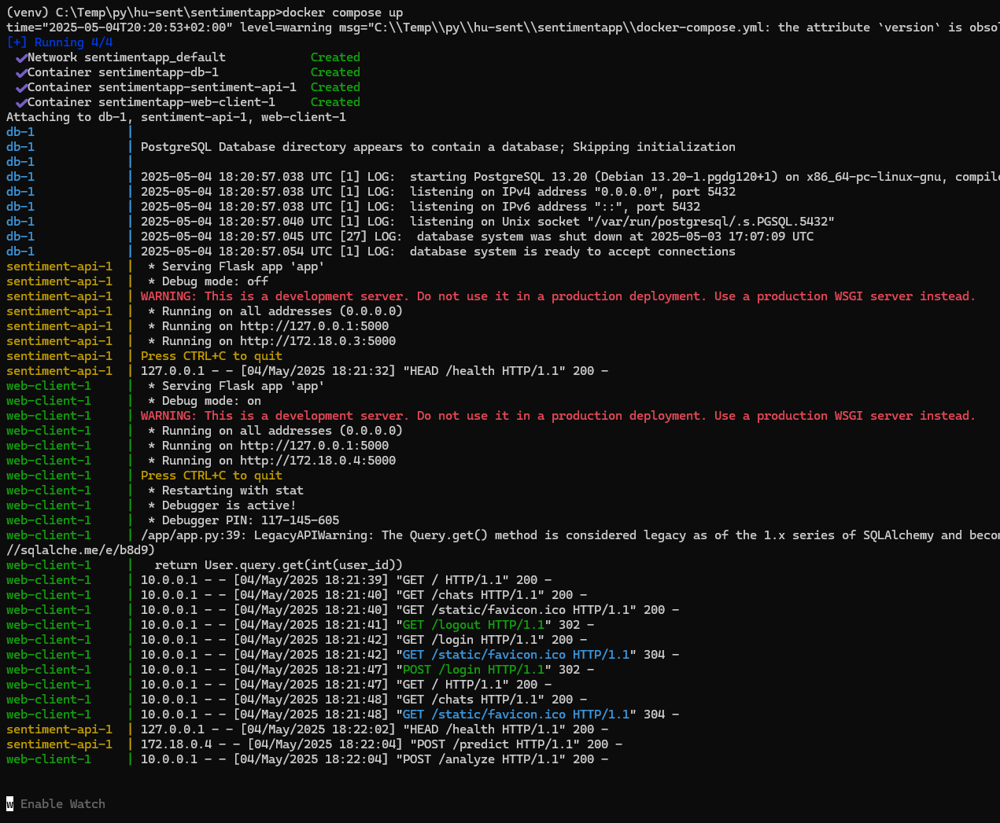 (venv) C:\Temp\py\hu-sent\sentimentapp>docker compose up
time="2025-05-04T20:20:53+02:00" level=warning msg="C:\\Temp\\py\\hu-sent\\sentimentapp\\docker-compose.yml: the attribute `version` is obsol
[+] Running 4/4
✔Network sentimentapp_default Created
✔Container sentimentapp-db-1 Created
✔Container sentimentapp-sentiment-api-1 Created
✔Container sentimentapp-web-client-1 Created
Attaching to db-1, sentiment-api-1, web-client-1
db-1 |
db-1 | PostgreSQL Database directory appears to contain a database; Skipping initialization
db-1 |
db-1 | 2025-05-04 18:20:57.038 UTC [1] LOG:  starting PostgreSQL 13.20 (Debian 13.20-1.pgdg120+1) on x86_64-pc-linux-gnu, compile
db-1 | 2025-05-04 18:20:57.038 UTC [1] LOG:  listening on IPv4 address "0.0.0.0", port 5432
db-1 | 2025-05-04 18:20:57.038 UTC [1] LOG:  listening on IPv6 address "::", port 5432
db-1 | 2025-05-04 18:20:57.040 UTC [1] LOG:  listening on Unix socket "/var/run/postgresql/.s.PGSQL.5432"
db-1 | 2025-05-04 18:20:57.045 UTC [27] LOG:  database system was shut down at 2025-05-03 17:07:09 UTC
db-1 | 2025-05-04 18:20:57.054 UTC [1] LOG:  database system is ready to accept connections
sentiment-api-1 | * Serving Flask app 'app'
sentiment-api-1 | * Debug mode: off
sentiment-api-1 | WARNING: This is a development server. Do not use it in a production deployment. Use a production WSGI server instead.
sentiment-api-1 | * Running on all addresses (0.0.0.0)
sentiment-api-1 | * Running on http://127.0.0.1:5000
sentiment-api-1 | * Running on http://172.18.0.3:5000
sentiment-api-1 | Press CTRL+C to quit
sentiment-api-1 | 127.0.0.1 - - [04/May/2025 18:21:32] "HEAD /health HTTP/1.1" 200 -
web-client-1 | * Serving Flask app 'app'
web-client-1 | * Debug mode: on
web-client-1 | WARNING: This is a development server. Do not use it in a production deployment. Use a production WSGI server instead.
web-client-1 | * Running on all addresses (0.0.0.0)
web-client-1 | * Running on http://127.0.0.1:5000
web-client-1 | * Running on http://172.18.0.4:5000
web-client-1 | Press CTRL+C to quit
web-client-1 | * Restarting with stat
web-client-1 | * Debugger is active!
web-client-1 | * Debugger PIN: 117-145-605
web-client-1 | /app/app.py:39: LegacyAPIWarning: The Query.get() method is considered legacy as of the 1.x series of SQLAlchemy and becom
//sqlalche.me/e/b8d9)
web-client-1 | return User.query.get(int(user_id))
web-client-1 | 10.0.0.1 - - [04/May/2025 18:21:39] "GET / HTTP/1.1" 200 -
web-client-1 | 10.0.0.1 - - [04/May/2025 18:21:40] "GET /chats HTTP/1.1" 200 -
web-client-1 | 10.0.0.1 - - [04/May/2025 18:21:40] "GET /static/favicon.ico HTTP/1.1" 200 -
web-client-1 | 10.0.0.1 - - [04/May/2025 18:21:41] "GET /logout HTTP/1.1" 302 -
web-client-1 | 10.0.0.1 - - [04/May/2025 18:21:42] "GET /login HTTP/1.1" 200 -
web-client-1 | 10.0.0.1 - - [04/May/2025 18:21:42] "GET /static/favicon.ico HTTP/1.1" 304 -
web-client-1 | 10.0.0.1 - - [04/May/2025 18:21:47] "POST /login HTTP/1.1" 302 -
web-client-1 | 10.0.0.1 - - [04/May/2025 18:21:47] "GET / HTTP/1.1" 200 -
web-client-1 | 10.0.0.1 - - [04/May/2025 18:21:48] "GET /chats HTTP/1.1" 200 -
web-client-1 | 10.0.0.1 - - [04/May/2025 18:21:48] "GET /static/favicon.ico HTTP/1.1" 304 -
sentiment-api-1 | 127.0.0.1 - - [04/May/2025 18:22:02] "HEAD /health HTTP/1.1" 200 -
sentiment-api-1 | 172.18.0.4 - - [04/May/2025 18:22:04] "POST /predict HTTP/1.1" 200 -
web-client-1 | 10.0.0.1 - - [04/May/2025 18:22:04] "POST /analyze HTTP/1.1" 200 -
w Enable Watch